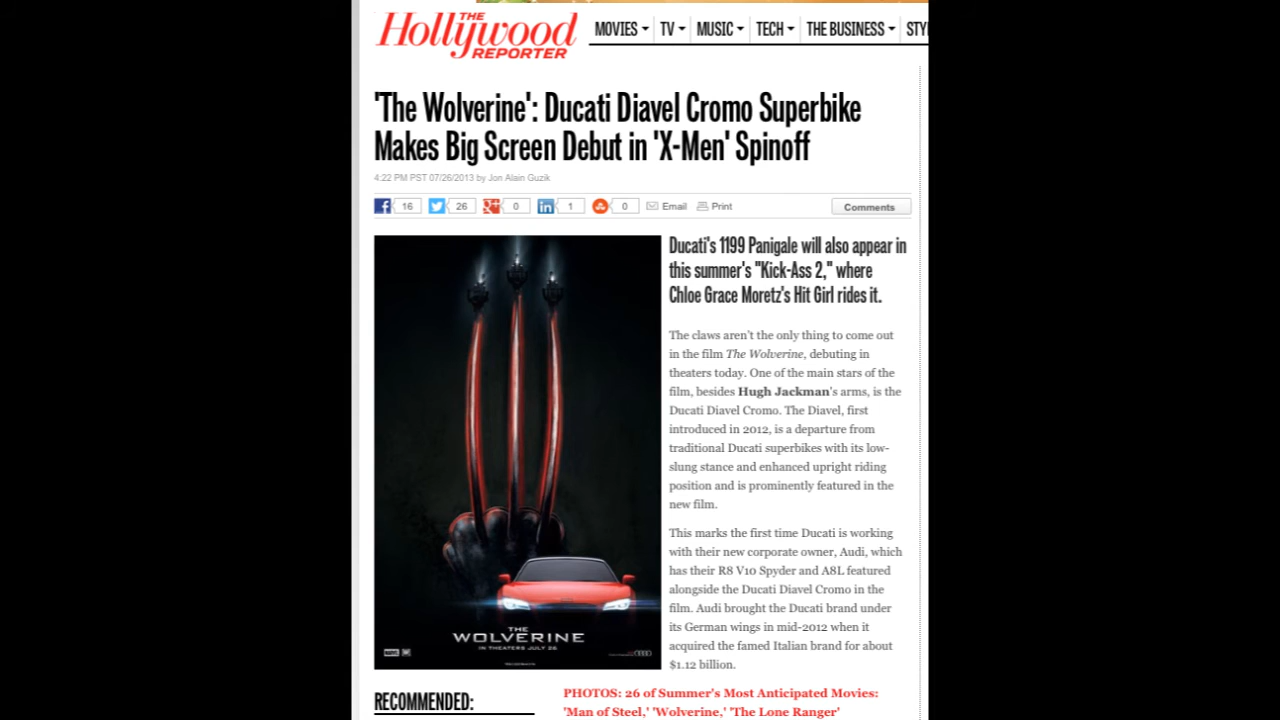 THE
Hollywood
REPORTER
MOVIES TV MUSIC TECH THE BUSINESS STYL
'The Wolverine': Ducati Diavel Cromo Superbike
Makes Big Screen Debut in 'X-Men' Spinoff
4:22 PM PST 07/26/2013 by Jon Alain Guzik
16 26 0 1 0 Email Print Comments
Ducati's 1199 Panigale will also appear in
this summer's "Kick-Ass 2," where
Chloe Grace Moretz's Hit Girl rides it.
The claws aren't the only thing to come out
in the film The Wolverine, debuting in
theaters today. One of the main stars of the
film, besides Hugh Jackman's arms, is the
Ducati Diavel Cromo. The Diavel, first
introduced in 2012, is a departure from
traditional Ducati superbikes with its low-
slung stance and enhanced upright riding
position and is prominently featured in the
new film.
This marks the first time Ducati is working
with their new corporate owner, Audi, which
has their R8 V10 Spyder and A8L featured
alongside the Ducati Diavel Cromo in the
film. Audi brought the Ducati brand under
its German wings in mid-2012 when it
acquired the famed Italian brand for about
$1.12 billion.
THE
WOLVERINE
IN THEATERS JULY 26
MARVEL
RECOMMENDED:
PHOTOS: 26 of Summer's Most Anticipated Movies:
'Man of Steel,' 'Wolverine,' 'The Lone Ranger'